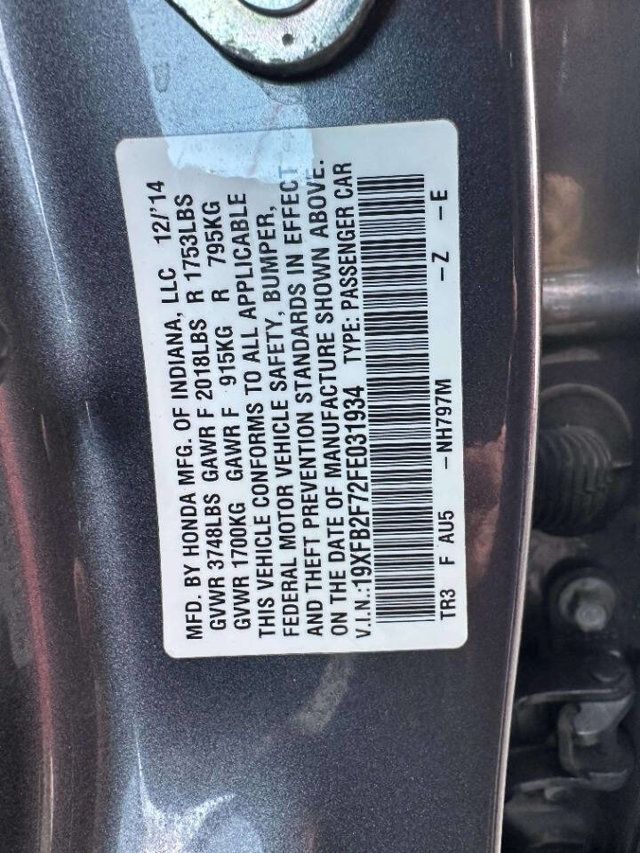 MFD. BY HONDA MFG. OF INDIANA, LLC 12/'14
GVWR 3748LBS GAWR F 2018LBS R 1753LBS
GVWR 1700KG GAWR F 915KG R 795KG
THIS VEHICLE CONFORMS TO ALL APPLICABLE
FEDERAL MOTOR VEHICLE SAFETY, BUMPER,
AND THEFT PREVENTION STANDARDS IN EFFECT
ON THE DATE OF MANUFACTURE SHOWN ABOVE.
V.I.N.:19XFB2F72FE031934 TYPE: PASSENGER CAR
TR3 F AU5 - NH797M - Z - E